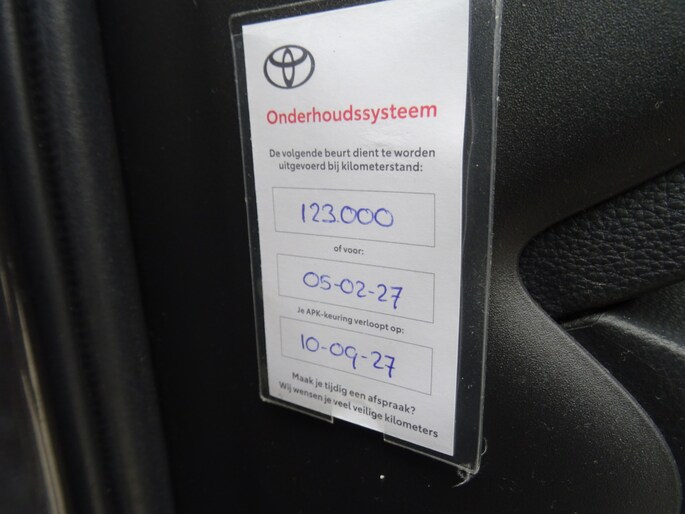 Onderhoudssysteem
De volgende beurt dient te worden
uitgevoerd bij kilometerstand:
123.000
of voor:
05-02-27
Je APK-keuring verloopt op:
10-09-27
Maak je tijdig een afspraak?
Wij wensen je veel veilige kilometers